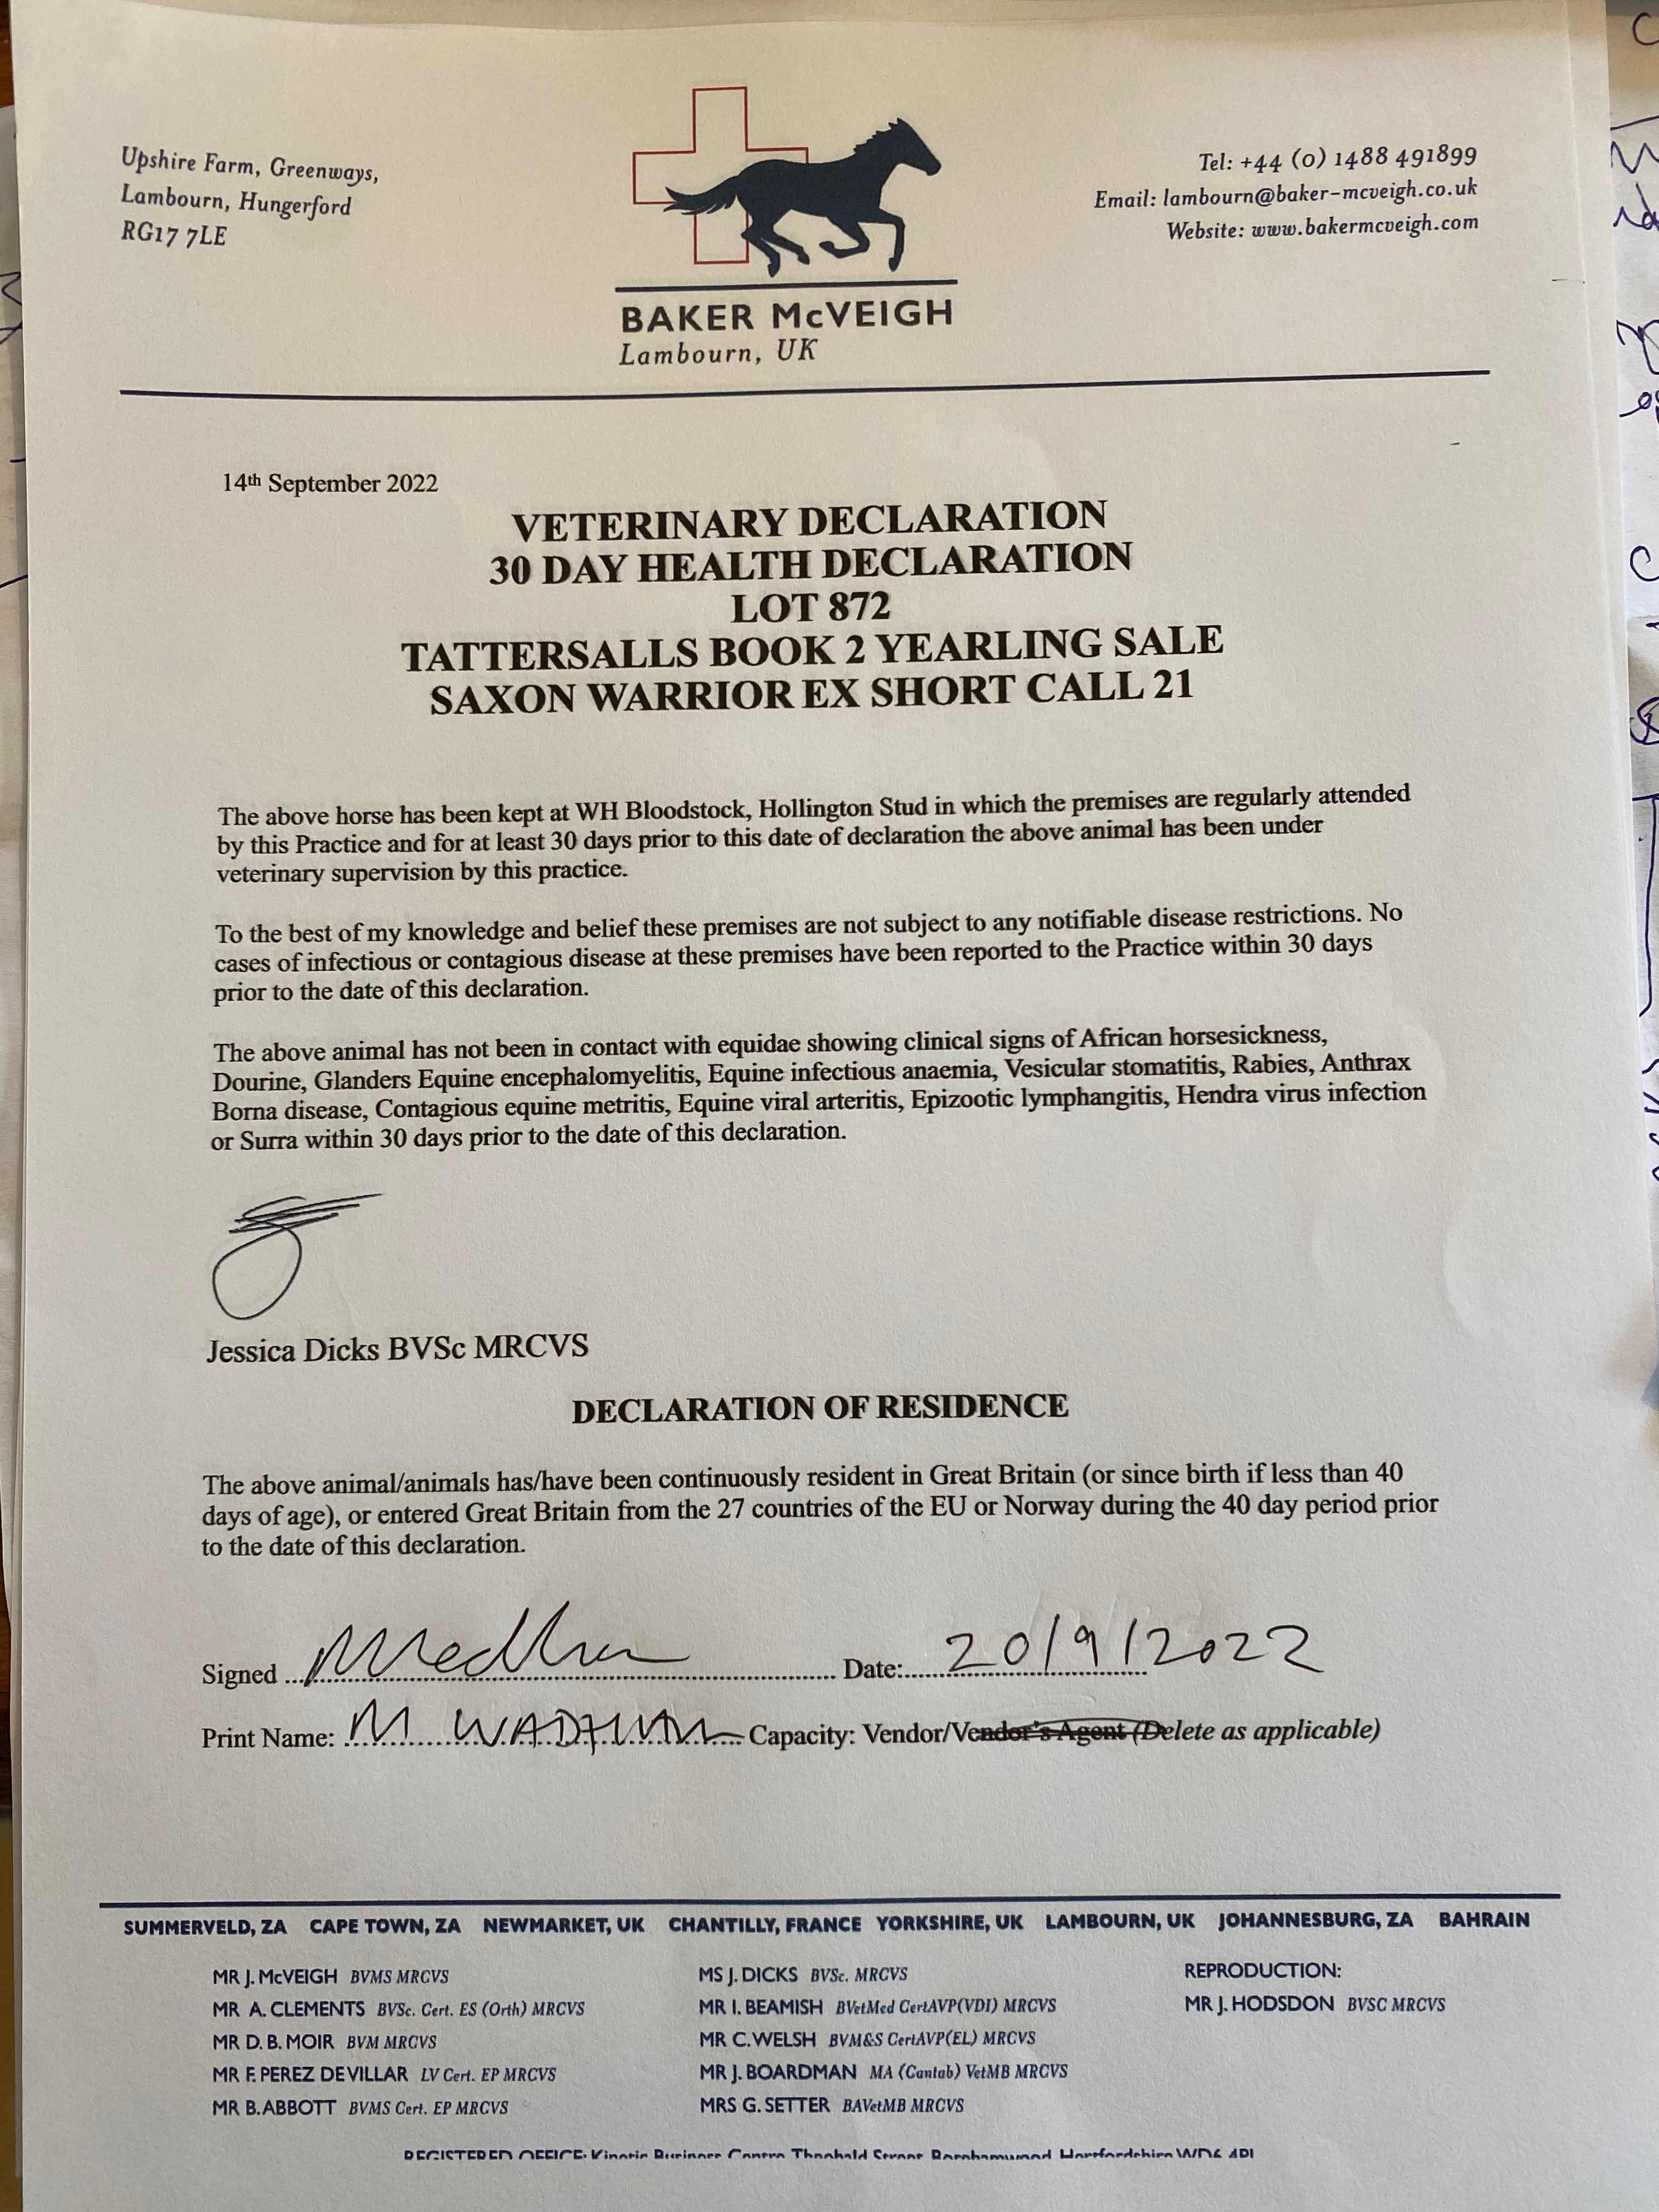 Upshire Farm, Greenways,
Lambourn, Hungerford
RG17 7LE
Tel: +44 (0) 1488 491899
Email: lambourn@baker-mcveigh.co.uk
Website: www.bakermcveigh.com
BAKER McVEIGH
Lambourn, UK
14th September 2022
VETERINARY DECLARATION
30 DAY HEALTH DECLARATION
LOT 872
TATTERSALLS BOOK 2 YEARLING SALE
SAXON WARRIOR EX SHORT CALL 21
The above horse has been kept at WH Bloodstock, Hollington Stud in which the premises are regularly attended
by this Practice and for at least 30 days prior to this date of declaration the above animal has been under
veterinary supervision by this practice.
To the best of my knowledge and belief these premises are not subject to any notifiable disease restrictions. No
cases of infectious or contagious disease at these premises have been reported to the Practice within 30 days
prior to the date of this declaration.
The above animal has not been in contact with equidae showing clinical signs of African horsesickness,
Dourine, Glanders Equine encephalomyelitis, Equine infectious anaemia, Vesicular stomatitis, Rabies, Anthrax
Borna disease, Contagious equine metritis, Equine viral arteritis, Epizootic lymphangitis, Hendra virus infection
or Surra within 30 days prior to the date of this declaration.
Jessica Dicks BVSc MRCVS
DECLARATION OF RESIDENCE
The above animal/animals has/have been continuously resident in Great Britain (or since birth if less than 40
days of age), or entered Great Britain from the 27 countries of the EU or Norway during the 40 day period prior
to the date of this declaration.
Signed Date: 20/9/2022
Print Name: M Capacity: Vendor/Vendor's Agent (Delete as applicable)
SUMMERVELD, ZA CAPE TOWN, ZA NEWMARKET, UK CHANTILLY, FRANCE YORKSHIRE, UK LAMBOURN, UK JOHANNESBURG, ZA BAHRAIN
MR J. McVEIGH BVMS MRCVS
MR A. CLEMENTS BVSc. Cert. ES (Orth) MRCVS
MR D. B. MOIR BVM MRCVS
MR F. PEREZ DE VILLAR LV Cert. EP MRCVS
MR B. ABBOTT BVMS Cert. EP MRCVS
MS J. DICKS BVSc. MRCVS
MR I. BEAMISH BVetMed CertAVP(VDI) MRCVS
MR C. WELSH BVM&S CertAVP(EL) MRCVS
MR J. BOARDMAN MA (Cantab) VetMB MRCVS
MRS G. SETTER BAVetMB MRCVS
REPRODUCTION:
MR J. HODSDON BVSC MRCVS
REGISTERED OFFICE: Kinetic Business Centre Theobald Street Borehamwood Hertfordshire WD6 4PJ